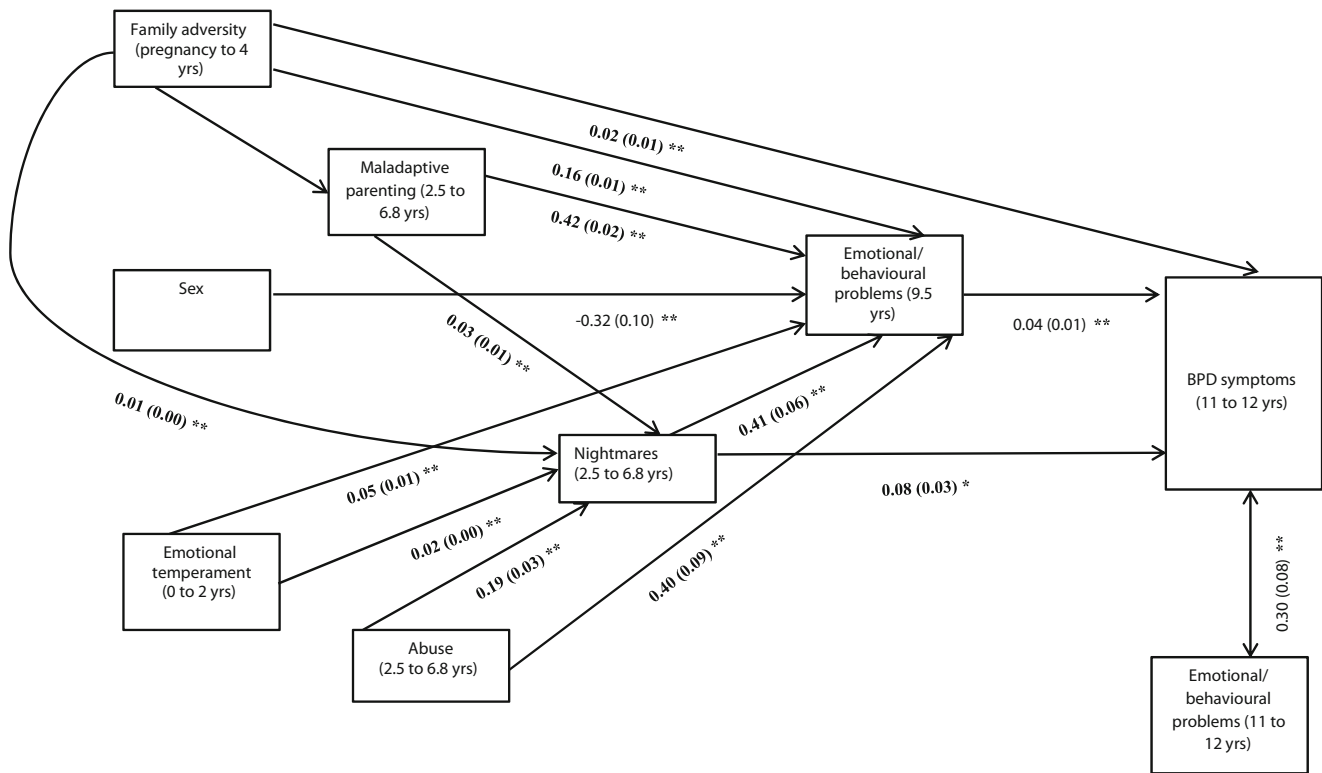 Family adversity
(pregnancy to 4
yrs)
0.02 (0.01) **
Maladaptive
parenting (2.5 to
6.8 yrs)
0.16 (0.01) **
0.42 (0.02) **
Emotional/
behavioural
problems (9.5
yrs)
Sex
-0.32 (0.10) **
0.04 (0.01) **
0.03 (0.01) **
BPD symptoms
(11 to 12 yrs)
0.01 (0.00) **
0.41 (0.06) **
Nightmares
(2.5 to 6.8 yrs)
0.05 (0.01) **
0.08 (0.03) *
Emotional
temperament
(0 to 2 yrs)
0.02 (0.00) **
0.19 (0.03) **
0.40 (0.09) **
0.30 (0.08) **
Abuse
(2.5 to 6.8 yrs)
Emotional/
behavioural
problems (11 to
12 yrs)